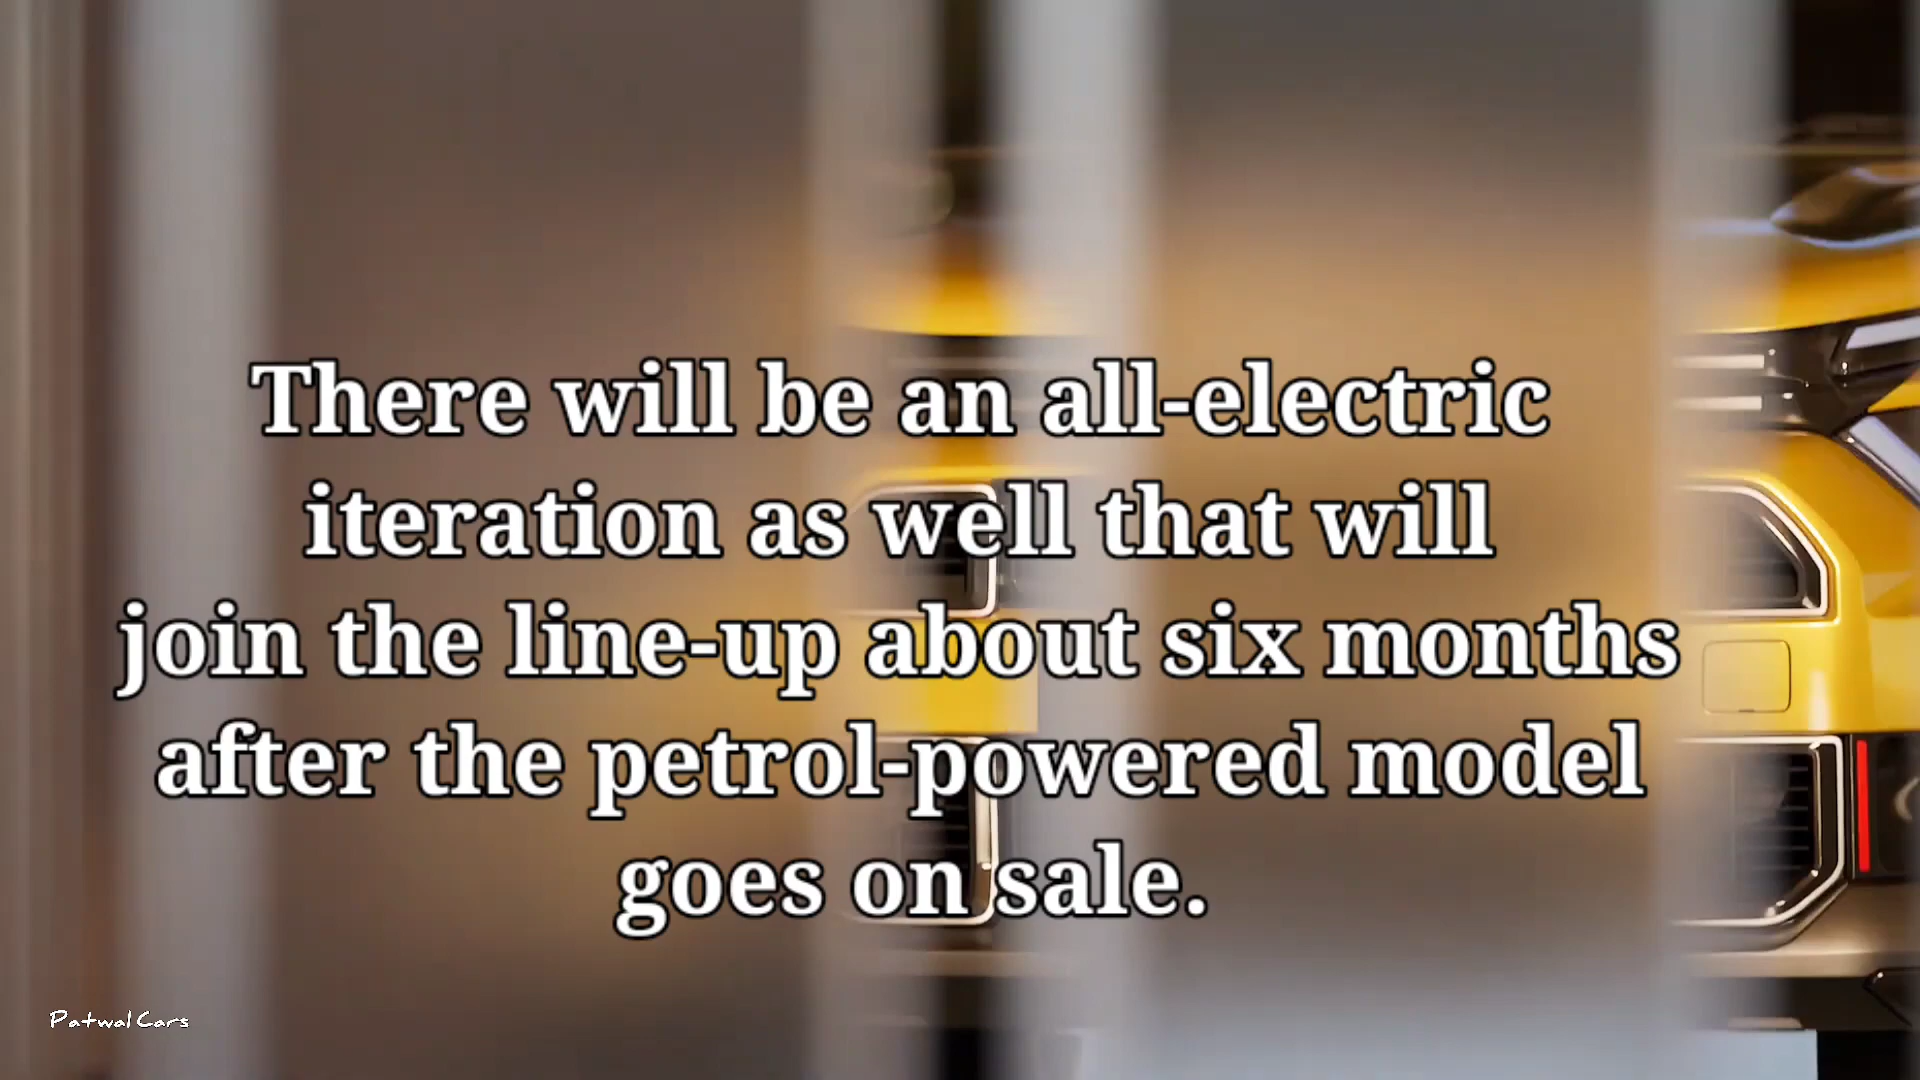 There will be an all-electric
iteration as well that will
join the line-up about six months
after the petrol-powered model
goes on sale.
Patwal Cars